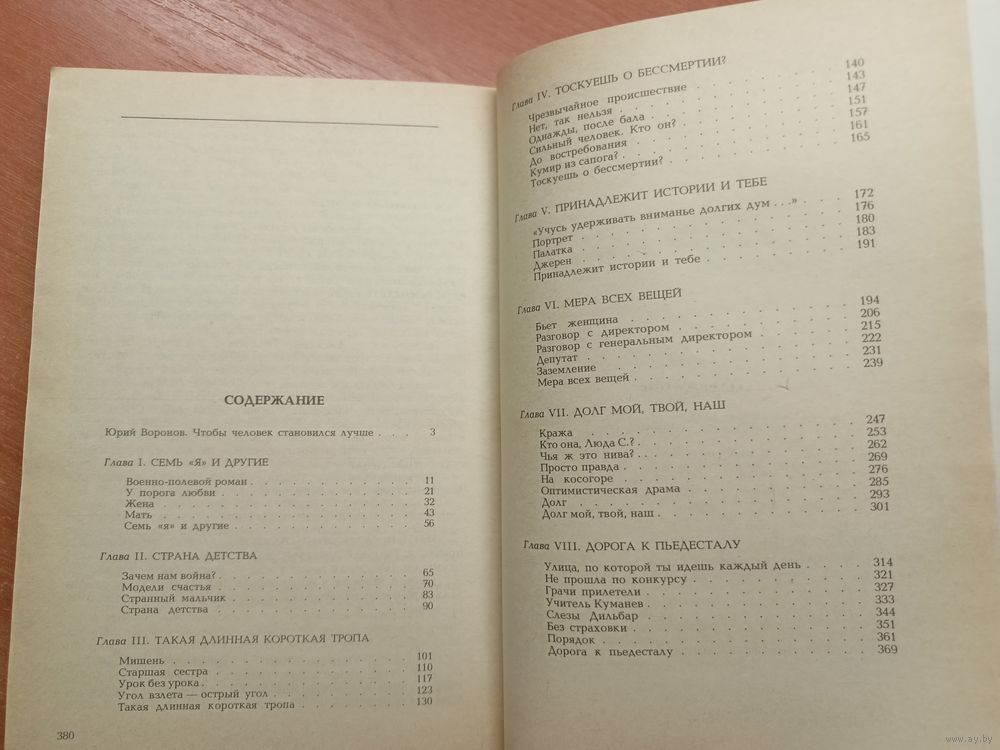 СОДЕРЖАНИЕ
Юрий Воронов. Чтобы человек становился лучше . . . 3
Глава I. СЕМЬ «Я» И ДРУГИЕ
Военно-полевой роман . . . . . . . . . 11
У порога любви . . . . . . . . . . 21
Жена . . . . . . . . . . . . . 32
Мать . . . . . . . . . . . . . 43
Семь «я» и другие . . . . . . . . . . 56
Глава II. СТРАНА ДЕТСТВА
Зачем нам война? . . . . . . . . . . 65
Модели счастья . . . . . . . . . . 70
Странный мальчик . . . . . . . . . . 83
Страна детства . . . . . . . . . . 90
Глава III. ТАКАЯ ДЛИННАЯ КОРОТКАЯ ТРОПА
Мишень . . . . . . . . . . . . 101
Старшая сестра . . . . . . . . . . 110
Урок без урока . . . . . . . . . . 117
Угол взлета — острый угол . . . . . . . 123
Такая длинная короткая тропа . . . . . . 130
380
Глава IV. ТОСКУЕШЬ О БЕССМЕРТИИ?
Чрезвычайное происшествие . . . . . . 140
Нет, так нельзя . . . . . . . . . . 143
Однажды, после бала . . . . . . . . 147
Сильный человек. Кто он? . . . . . . . 151
До востребования . . . . . . . . . 157
Кумир из сапога? . . . . . . . . . 161
Тоскуешь о бессмертии? . . . . . . . 165
Глава V. ПРИНАДЛЕЖИТ ИСТОРИИ И ТЕБЕ
«Учусь удерживать вниманье долгих дум . . .» . . . 172
Портрет . . . . . . . . . . . . 176
Палатка . . . . . . . . . . . . 180
Джерен . . . . . . . . . . . . 183
Принадлежит истории и тебе . . . . . . 191
Глава VI. МЕРА ВСЕХ ВЕЩЕЙ
Бьет женщина . . . . . . . . . . 194
Разговор с директором . . . . . . . . 206
Разговор с генеральным директором . . . . . 215
Депутат . . . . . . . . . . . . 222
Заземление . . . . . . . . . . . 231
Мера всех вещей . . . . . . . . . . 239
Глава VII. ДОЛГ МОЙ, ТВОЙ, НАШ
Кража . . . . . . . . . . . . 247
Кто она, Люда С.? . . . . . . . . . 253
Чья ж это нива? . . . . . . . . . . 262
Просто правда . . . . . . . . . . 269
На косогоре . . . . . . . . . . . 276
Оптимистическая драма . . . . . . . . 285
Долг . . . . . . . . . . . . . 293
Долг мой, твой, наш . . . . . . . . . 301
Глава VIII. ДОРОГА К ПЬЕДЕСТАЛУ
Улица, по которой ты идешь каждый день . . . . 314
Не прошла по конкурсу . . . . . . . . 321
Грачи прилетели . . . . . . . . . . 327
Учитель Куманев . . . . . . . . . . 333
Слезы Дильбар . . . . . . . . . . 344
Без страховки . . . . . . . . . . 351
Порядок . . . . . . . . . . . . 361
Дорога к пьедесталу . . . . . . . . . 369
www.ay.by